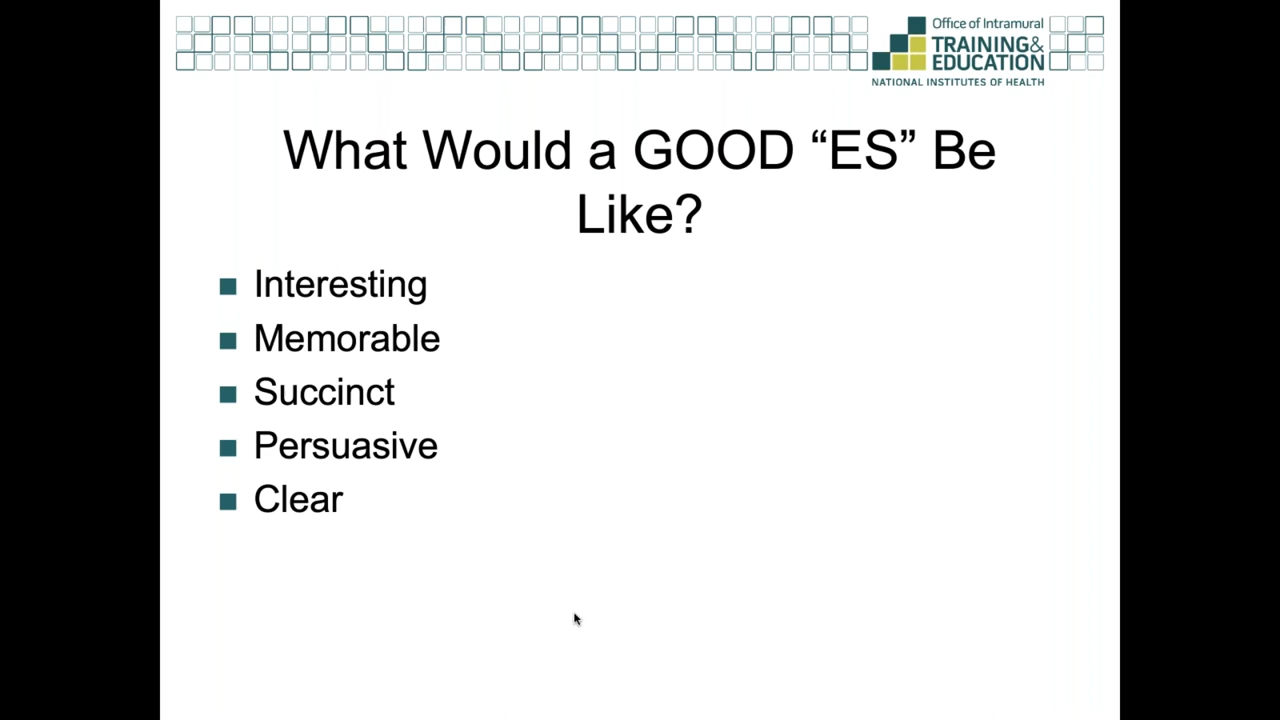 Office of Intramural
TRAINING&
EDUCATION
NATIONAL INSTITUTES OF HEALTH
What Would a GOOD “ES” Be
Like?
Interesting
Memorable
Succinct
Persuasive
Clear